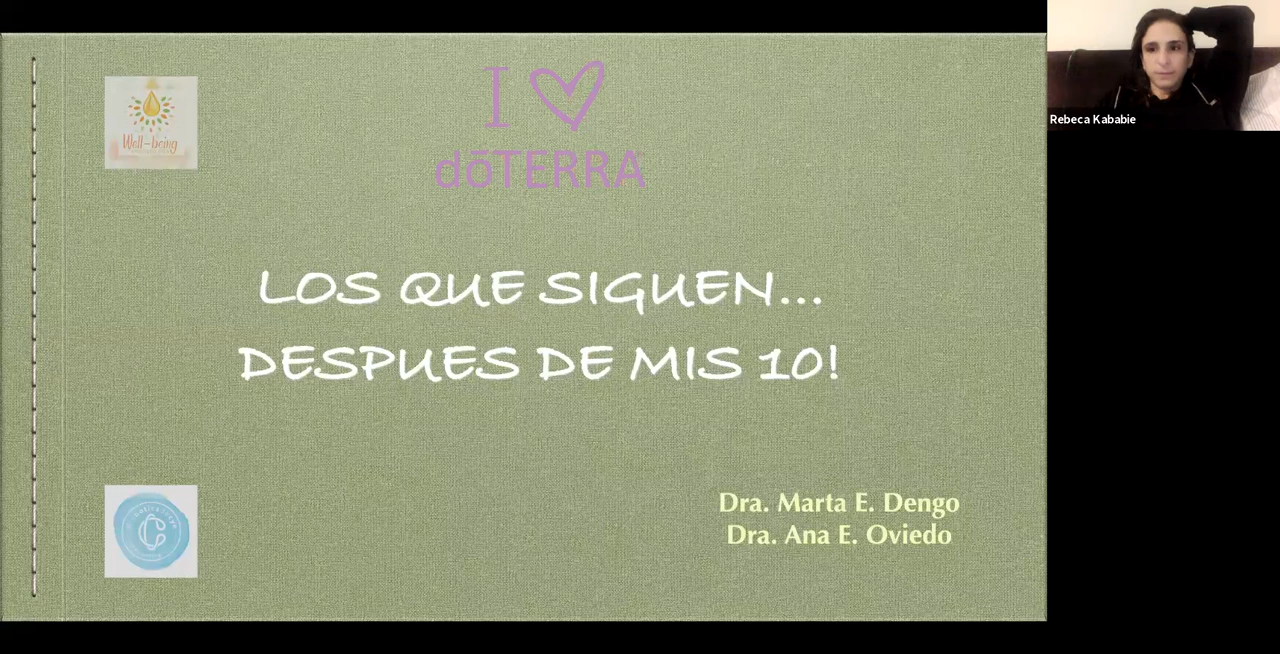 Well-being
I
dōTERRA
LOS QUE SIGUEN...
DESPUES DE MIS 10!
Dra. Marta E. Dengo
Dra. Ana E. Oviedo
Rebeca Kababie